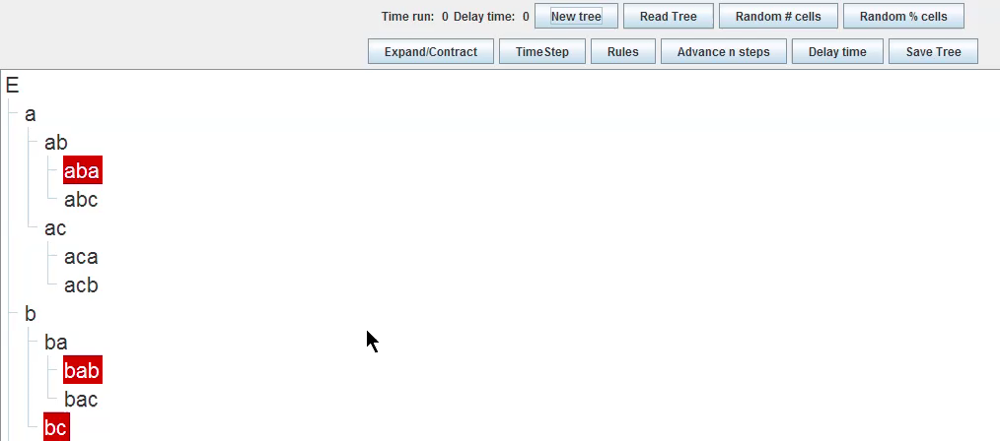 Time run: 0 Delay time: 0 New tree Read Tree Random # cells Random % cells
Expand/Contract TimeStep Rules Advance n steps Delay time Save Tree
E
a
ab
aba
abc
ac
aca
acb
b
ba
bab
bac
bc